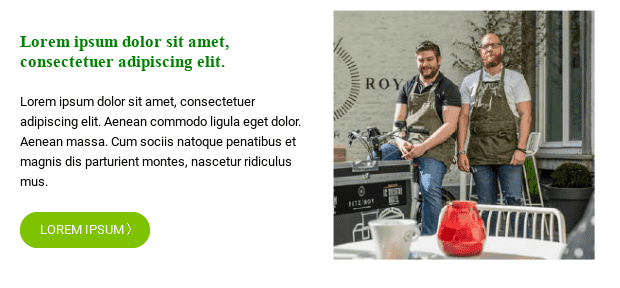 Lorem ipsum dolor sit amet,
consectetuer adipiscing elit.
Lorem ipsum dolor sit amet, consectetuer
adipiscing elit. Aenean commodo ligula eget dolor.
Aenean massa. Cum sociis natoque penatibus et
magnis dis parturient montes, nascetur ridiculus
mus.
LOREM IPSUM〉
ROY
FITZROY